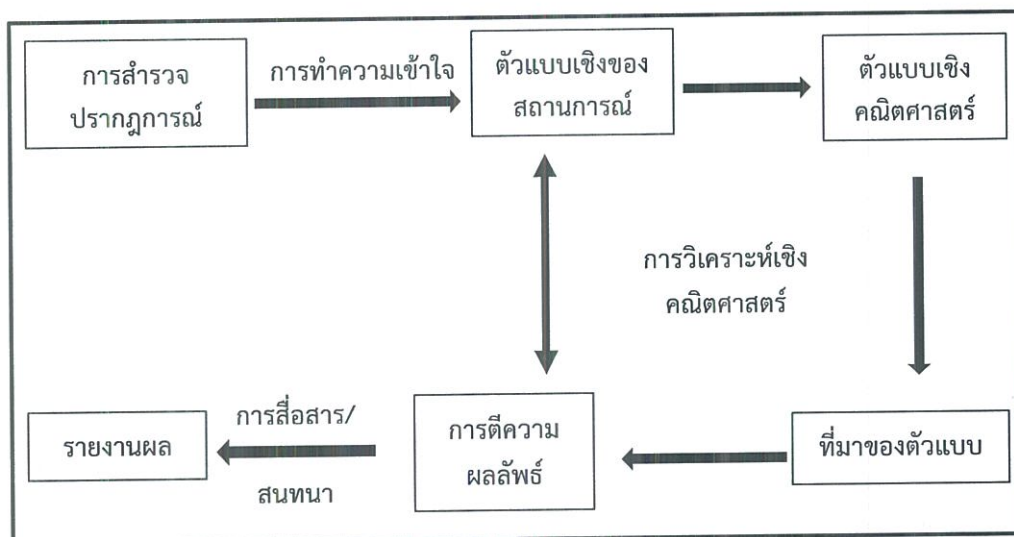 การสำรวจ
ปรากฏการณ์
การทำความเข้าใจ
ตัวแบบเชิงของ
สถานการณ์
ตัวแบบเชิง
คณิตศาสตร์
การวิเคราะห์เชิง
คณิตศาสตร์
รายงานผล
การสื่อสาร/
สนทนา
การตีความ
ผลลัพธ์
ที่มาของตัวแบบ